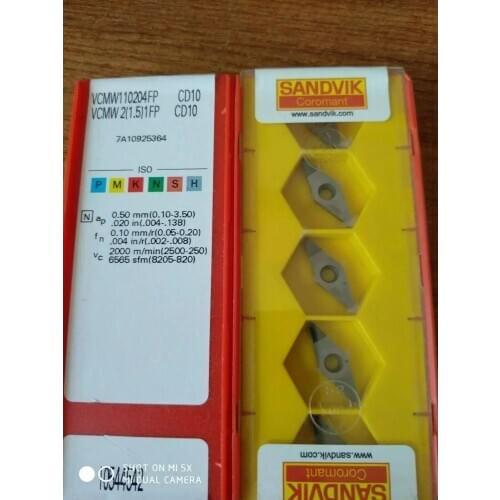 VCMW110204FP CD10
VCMW 2(1.5)1FP CD10
7A10925364
ISO
P M K N S H
N ap 0.50 mm(0.10-3.50)
.020 in(.004-.138)
fn 0.10 mm/r(0.05-0.20)
.004 in/r(.002-.008)
vc 2000 m/min(2500-250)
6565 sfm(8205-820)
SANDVIK
Coromant
www.sandvik.com
www.sandvik.com
SANDVIK
Coromant
SHOT ON MI 5X
DUAL CAMERA